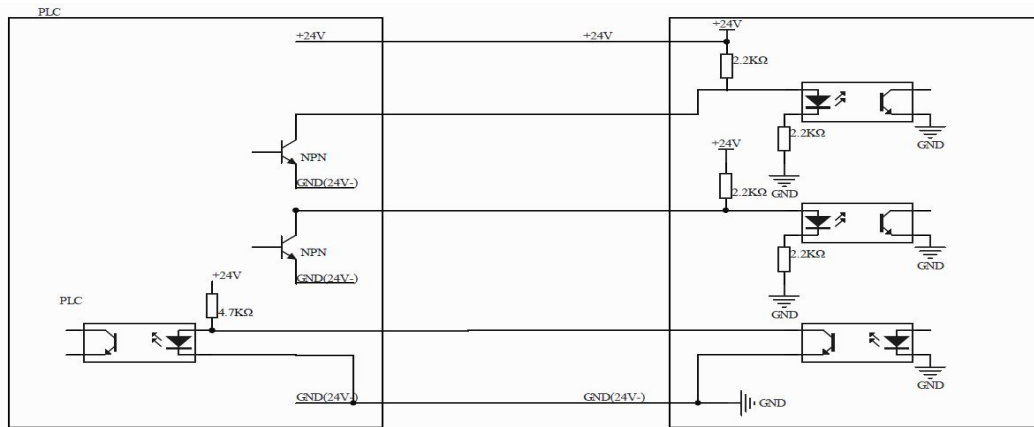 PLC
+24V
+24V
+24V
2.2KΩ
2.2KΩ
GND
+24V
NPN
GND(24V-)
2.2KΩ
GND
2.2KΩ
GND
NPN
GND(24V-)
+24V
GND
PLC
4.7KΩ
GND
GND(24V-)
GND(24V-)
GND